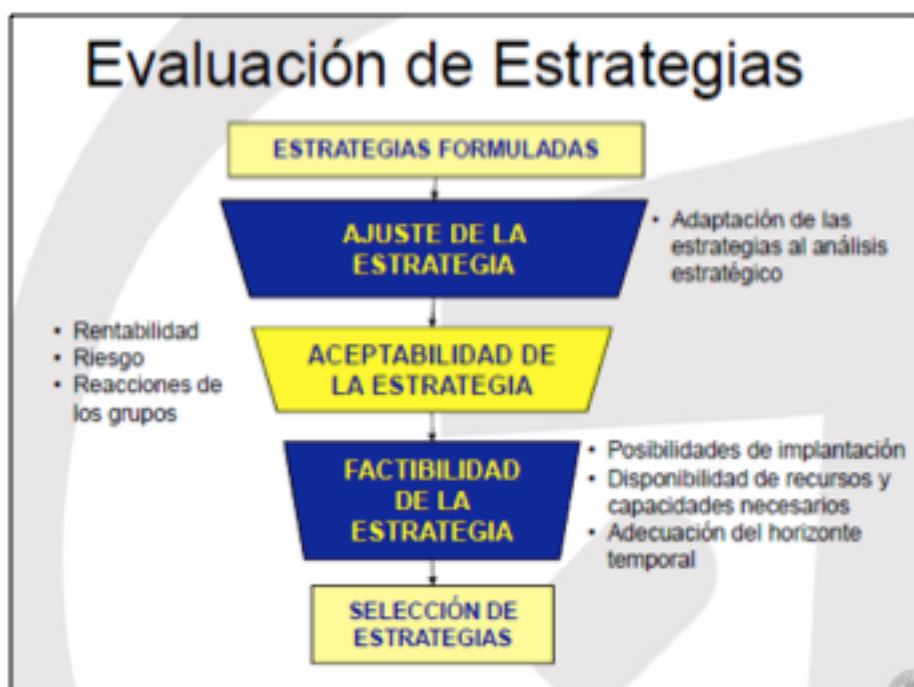 Evaluación de Estrategias
ESTRATEGIAS FORMULADAS
AJUSTE DE LA
ESTRATEGIA
• Adaptación de las
estrategias al análisis
estratégico
• Rentabilidad
• Riesgo
• Reacciones de
los grupos
ACEPTABILIDAD DE
LA ESTRATEGIA
FACTIBILIDAD
DE LA
ESTRATEGIA
• Posibilidades de implantación
• Disponibilidad de recursos y
capacidades necesarios
• Adecuación del horizonte
temporal
SELECCIÓN DE
ESTRATEGIAS